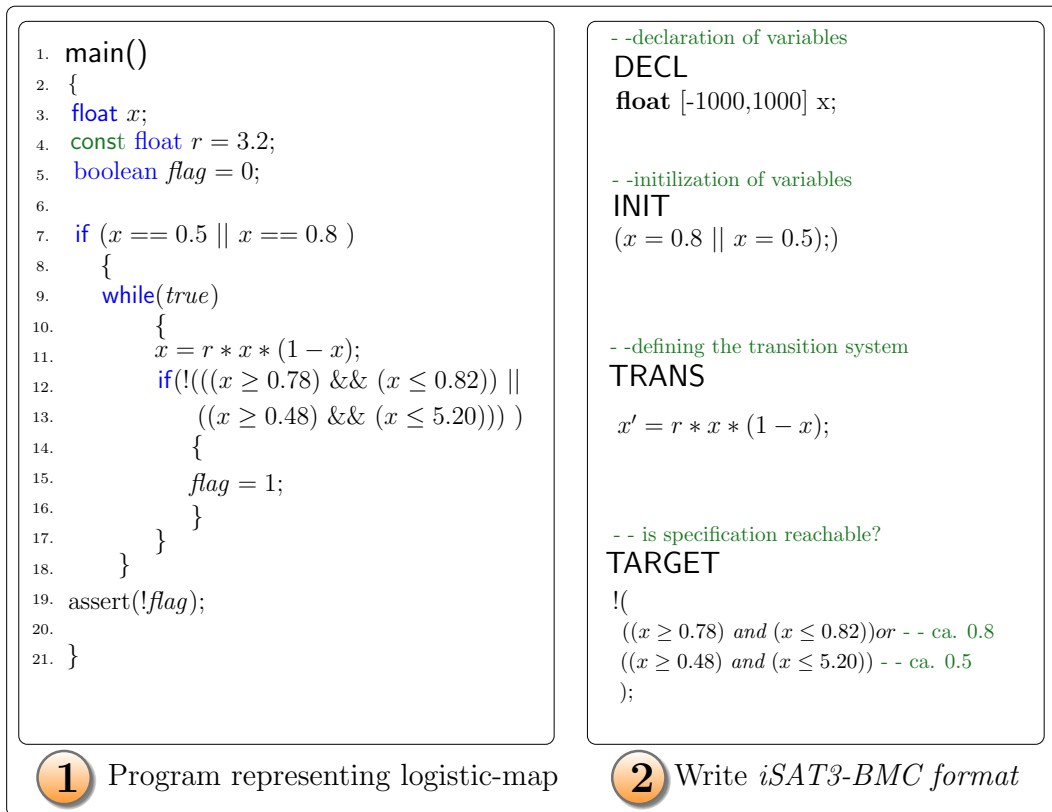 1. main()
2. {
3. float x;
4. const float r = 3.2;
5. boolean flag = 0;
6.
7. if (x == 0.5 || x == 0.8 )
8. {
9. while(true)
10. {
11. x = r ∗ x ∗ (1 − x);
12. if(!(((x ≥ 0.78) && (x ≤ 0.82)) ||
13. ((x ≥ 0.48) && (x ≤ 5.20))) )
14. {
15. flag = 1;
16. }
17. }
18. }
19. assert(!flag);
20.
21. }
1 Program representing logistic-map
- -declaration of variables
DECL
float [-1000,1000] x;
- -initilization of variables
INIT
(x = 0.8 || x = 0.5);)
- -defining the transition system
TRANS
x′ = r ∗ x ∗ (1 − x);
- - is specification reachable?
TARGET
!(
((x ≥ 0.78) and (x ≤ 0.82))or - - ca. 0.8
((x ≥ 0.48) and (x ≤ 5.20)) - - ca. 0.5
);
2 Write iSAT3-BMC format